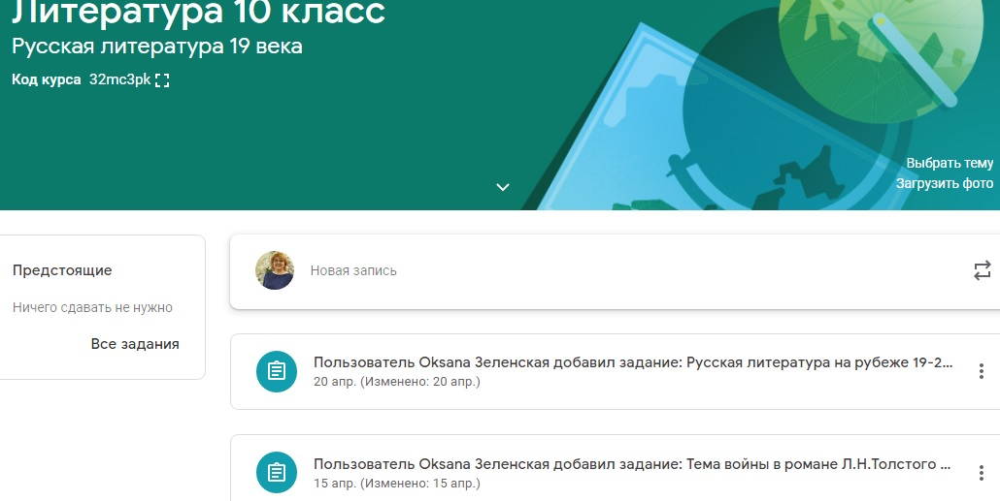 Литература 10 класс
Русская литература 19 века
Код курса 32mc3pk
Выбрать тему
Загрузить фото
Предстоящие
Ничего сдавать не нужно
Все задания
Новая запись
Пользователь Oksana Зеленская добавил задание: Русская литература на рубеже 19-2...
20 апр. (Изменено: 20 апр.)
Пользователь Oksana Зеленская добавил задание: Тема войны в романе Л.Н.Толстого ...
15 апр. (Изменено: 15 апр.)